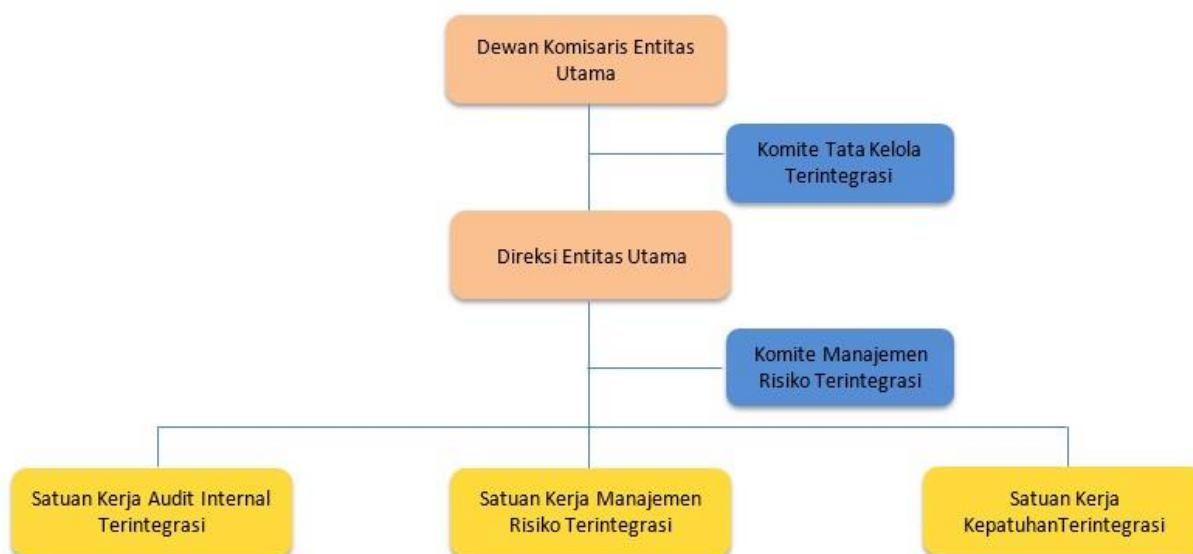 Dewan Komisaris Entitas
Utama
Komite Tata Kelola
Terintegrasi
Direksi Entitas Utama
Komite Manajemen
Risiko Terintegrasi
Satuan Kerja Audit Internal
Terintegrasi
Satuan Kerja Manajemen
Risiko Terintegrasi
Satuan Kerja
KepatuhanTerintegrasi